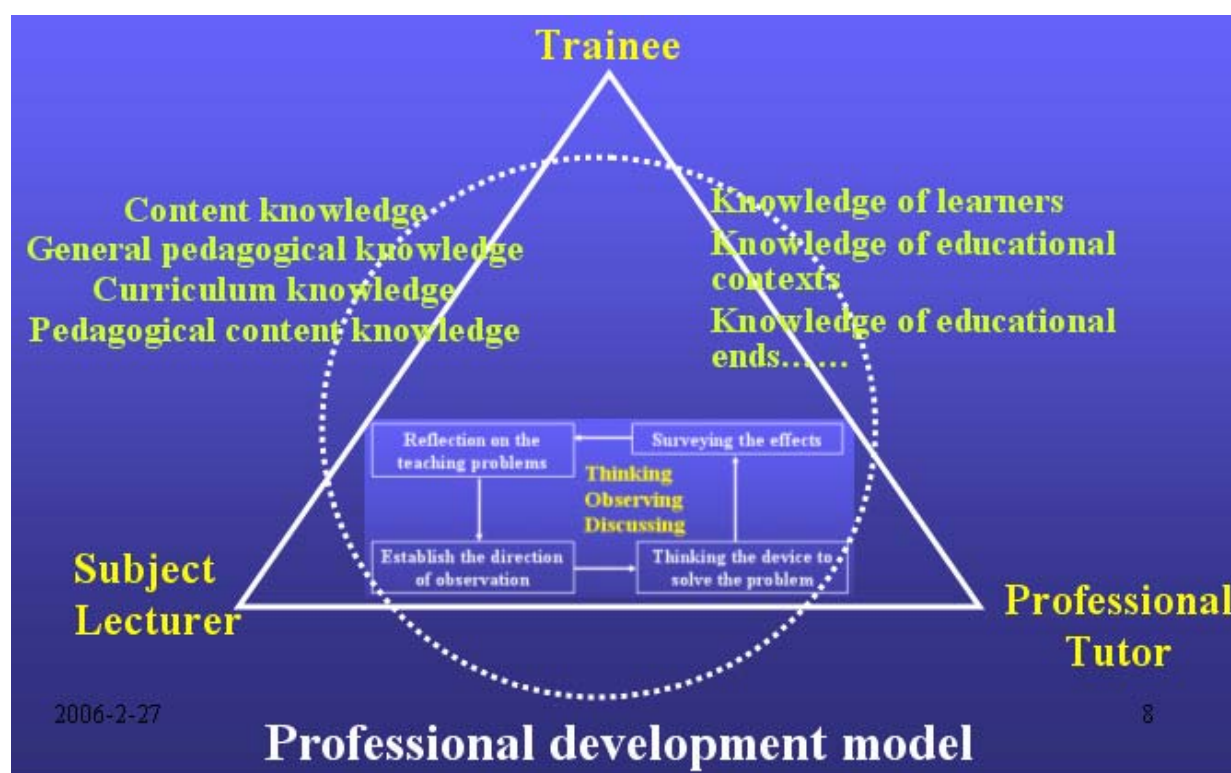 Trainee
Content knowledge
General pedagogical knowledge
Curriculum knowledge
Pedagogical content knowledge
Knowledge of learners
Knowledge of educational
contexts
Knowledge of educational
ends……
Reflection on the
teaching problems
Surveying the effects
Thinking
Observing
Discussing
Establish the direction
of observation
Thinking the device to
solve the problem
Subject
Lecturer
Professional
Tutor
2006-2-27
8
Professional development model